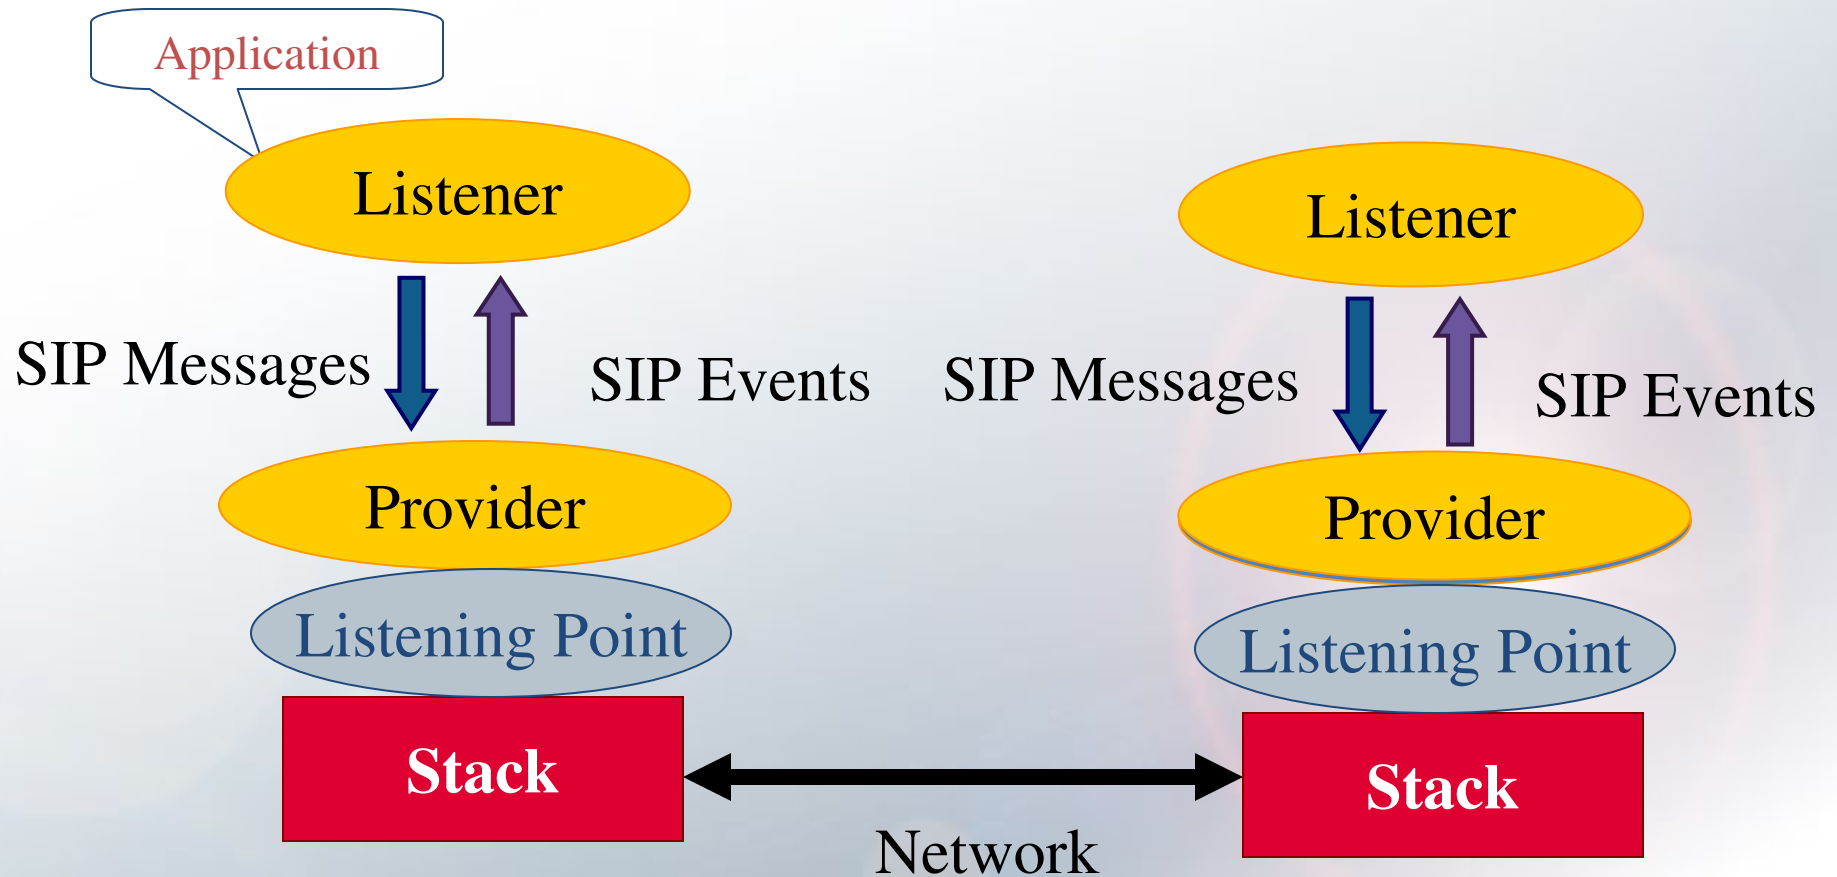 Application
Listener
SIP Messages
SIP Events
Provider
Listening Point
Stack
Listener
SIP Messages
SIP Events
Provider
Listening Point
Stack
Network